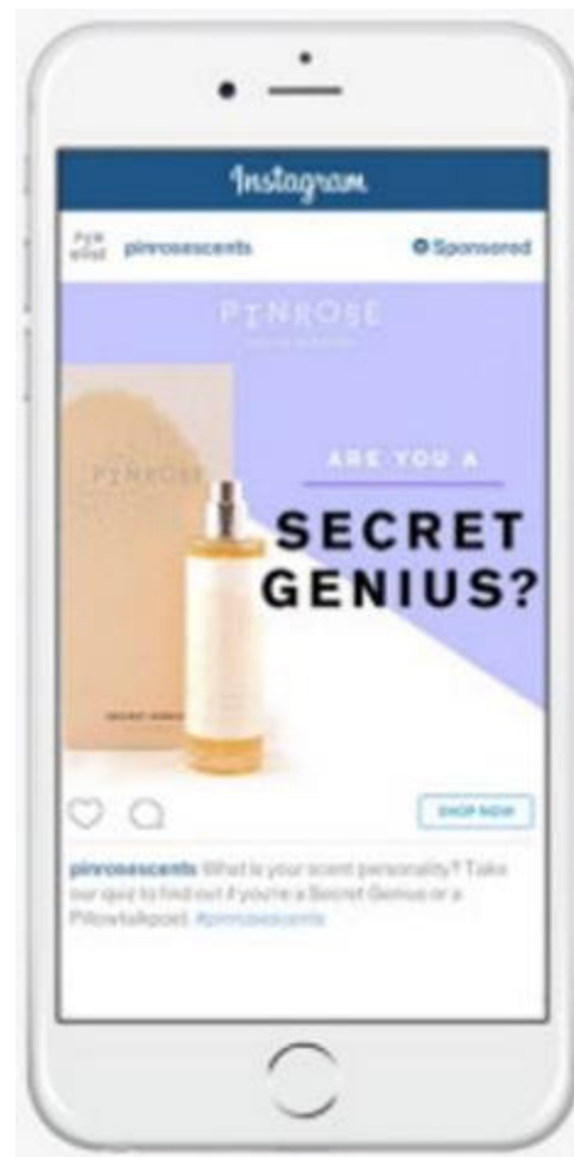 Instagram
pinrosescents Sponsored
PINROSE
ARE YOU A
SECRET
GENIUS?
PINROSE
SHOP NOW
pinrosescents What is your scent personality? Take
our quiz to find out if you're a Secret Genius or a
Pillowtalkpoet. #pinrosescents